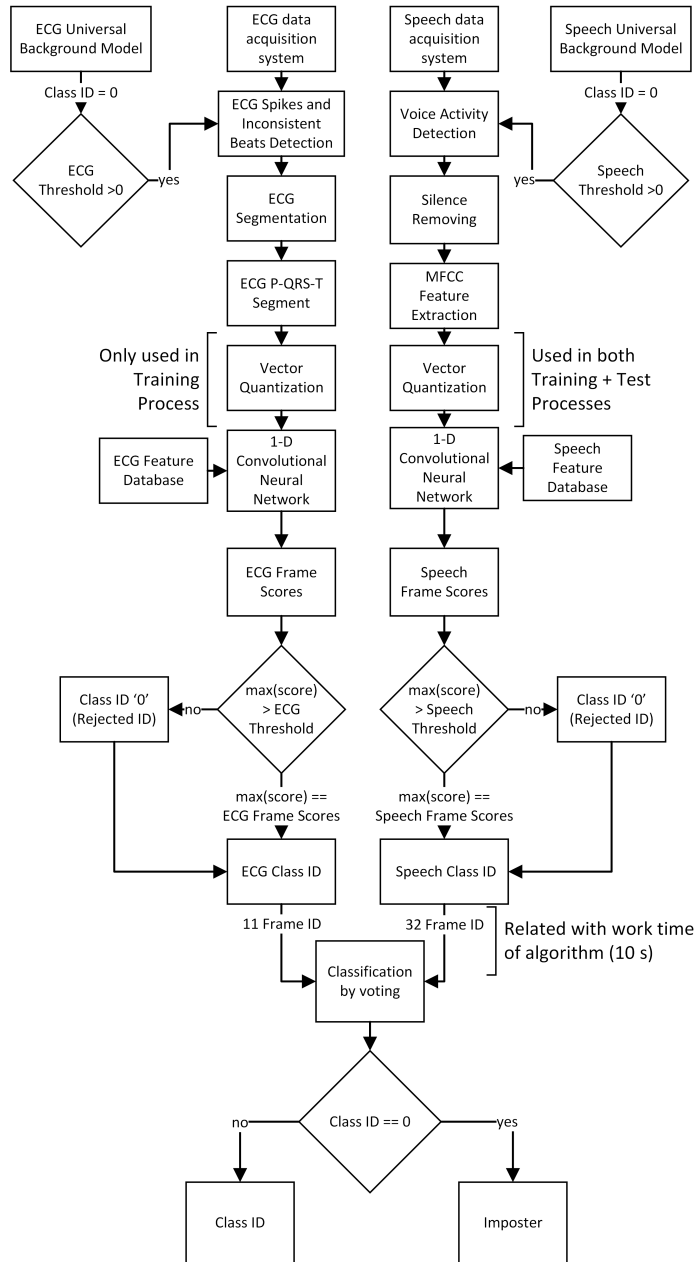 ECG Universal
Background Model
ECG data
acquisition
system
Speech data
acquisition
system
Speech Universal
Background Model
Class ID = 0
Class ID = 0
ECG Spikes and
Inconsistent
Beats Detection
Voice Activity
Detection
ECG
Threshold >0
yes
yes
Speech
Threshold >0
ECG
Segmentation
Silence
Removing
ECG P-QRS-T
Segment
MFCC
Feature
Extraction
Only used in
Training
Process
Vector
Quantization
Vector
Quantization
Used in both
Training + Test
Processes
ECG Feature
Database
1-D
Convolutional
Neural
Network
1-D
Convolutional
Neural
Network
Speech
Feature
Database
ECG Frame
Scores
Speech
Frame Scores
Class ID ‘0’
(Rejected ID)
no
max(score)
> ECG
Threshold
max(score)
> Speech
Threshold
no
Class ID ‘0’
(Rejected ID)
max(score) ==
ECG Frame Scores
max(score) ==
Speech Frame Scores
ECG Class ID
Speech Class ID
11 Frame ID
32 Frame ID
Related with work time
of algorithm (10 s)
Classification
by voting
no
Class ID == 0
yes
Class ID
Imposter